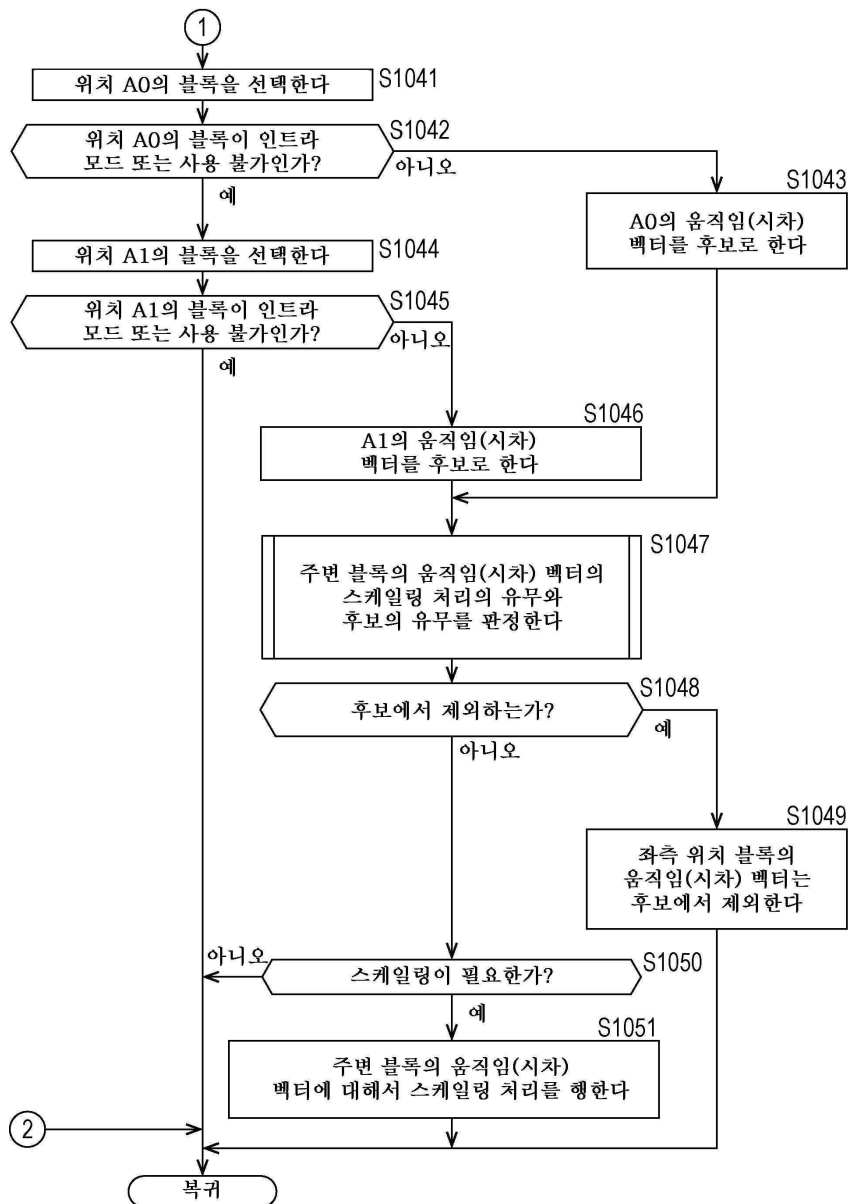 1
위치 A0의 블록을 선택한다
S1041
위치 A0의 블록이 인트라
모드 또는 사용 불가인가?
S1042
아니오
예
S1043
A0의 움직임(시차)
벡터를 후보로 한다
위치 A1의 블록을 선택한다
S1044
위치 A1의 블록이 인트라
모드 또는 사용 불가인가?
S1045
아니오
예
S1046
A1의 움직임(시차)
벡터를 후보로 한다
S1047
주변 블록의 움직임(시차) 벡터의
스케일링 처리의 유무와
후보의 유무를 판정한다
S1048
후보에서 제외하는가?
예
아니오
S1049
좌측 위치 블록의
움직임(시차) 벡터는
후보에서 제외한다
아니오
스케일링이 필요한가?
S1050
예
S1051
주변 블록의 움직임(시차)
벡터에 대해서 스케일링 처리를 행한다
2
복귀